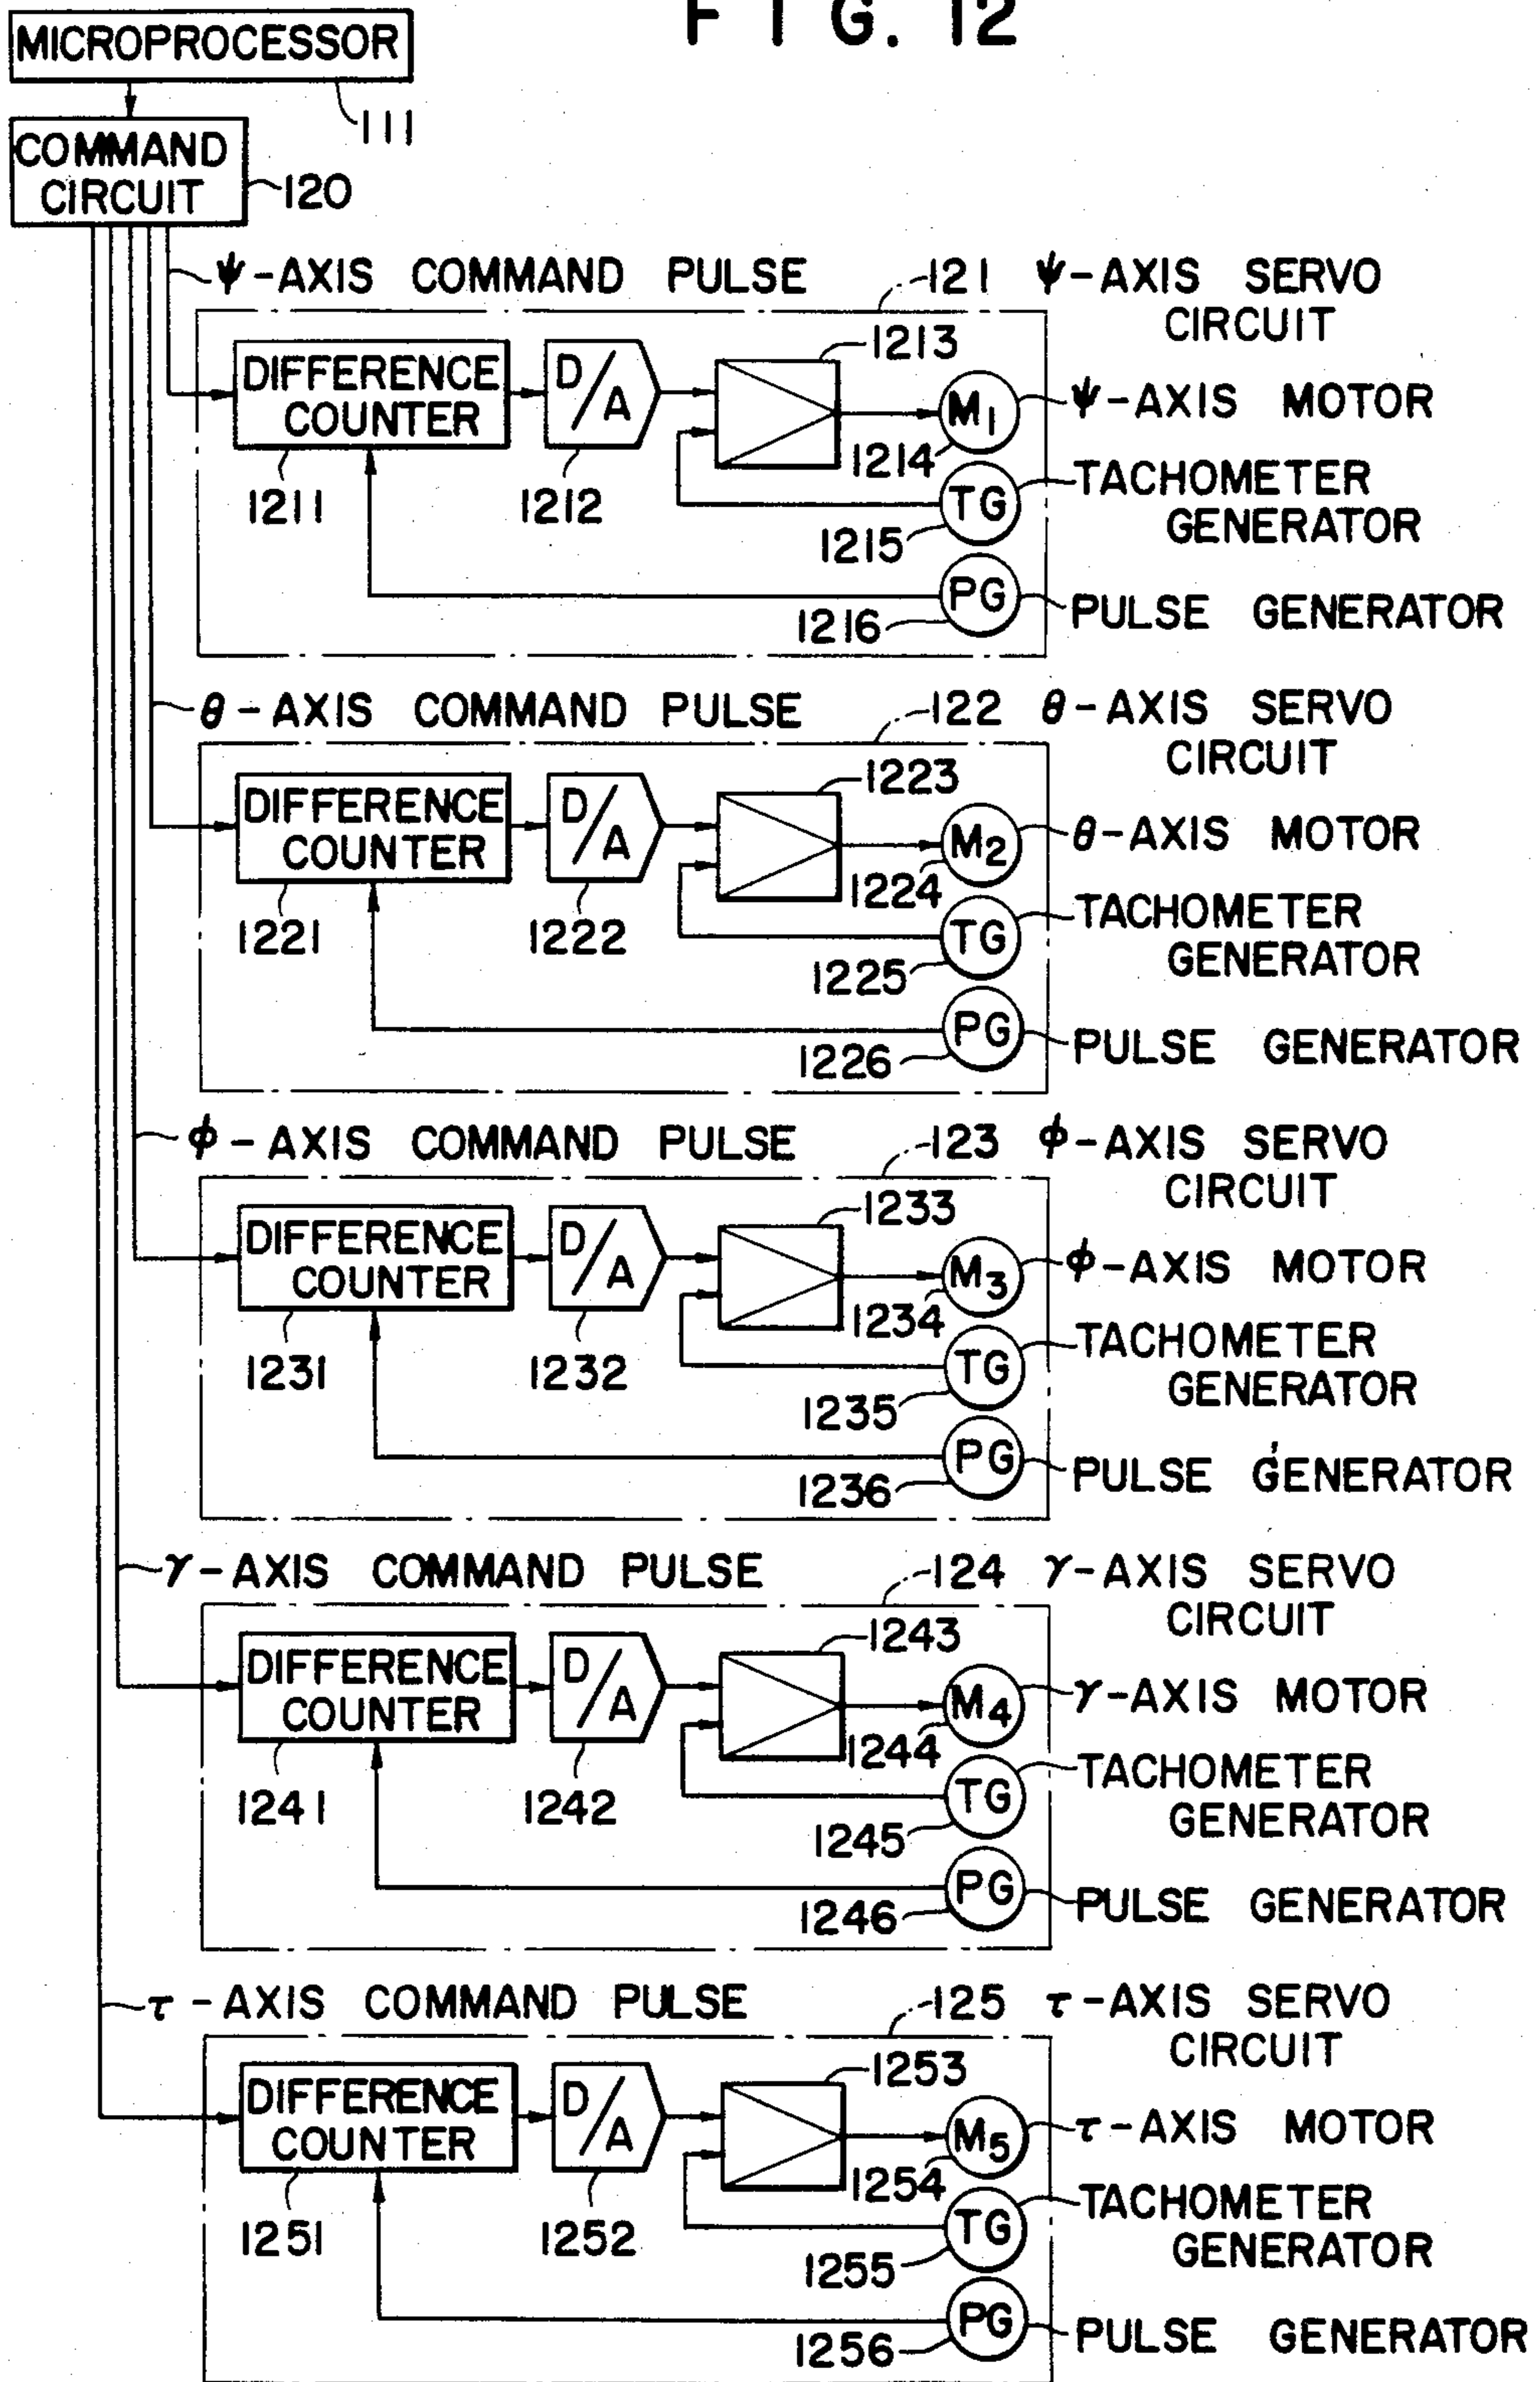 FIG. 12
MICROPROCESSOR
111
COMMAND
CIRCUIT
120
ψ-AXIS COMMAND PULSE
121 ψ-AXIS SERVO
CIRCUIT
1213
DIFFERENCE
COUNTER
D/A
M1
ψ-AXIS MOTOR
1214
1211
1212
TG
TACHOMETER
GENERATOR
1215
PG
PULSE GENERATOR
1216
θ-AXIS COMMAND PULSE
122 θ-AXIS SERVO
CIRCUIT
1223
DIFFERENCE
COUNTER
D/A
M2
θ-AXIS MOTOR
1224
1221
1222
TG
TACHOMETER
GENERATOR
1225
PG
PULSE GENERATOR
1226
φ-AXIS COMMAND PULSE
123 φ-AXIS SERVO
CIRCUIT
1233
DIFFERENCE
COUNTER
D/A
M3
φ-AXIS MOTOR
1234
1231
1232
TG
TACHOMETER
GENERATOR
1235
PG
PULSE GENERATOR
1236
γ-AXIS COMMAND PULSE
124 γ-AXIS SERVO
CIRCUIT
1243
DIFFERENCE
COUNTER
D/A
M4
γ-AXIS MOTOR
1244
1241
1242
TG
TACHOMETER
GENERATOR
1245
PG
PULSE GENERATOR
1246
τ-AXIS COMMAND PULSE
125 τ-AXIS SERVO
CIRCUIT
1253
DIFFERENCE
COUNTER
D/A
M5
τ-AXIS MOTOR
1254
1251
1252
TG
TACHOMETER
GENERATOR
1255
PG
PULSE GENERATOR
1256